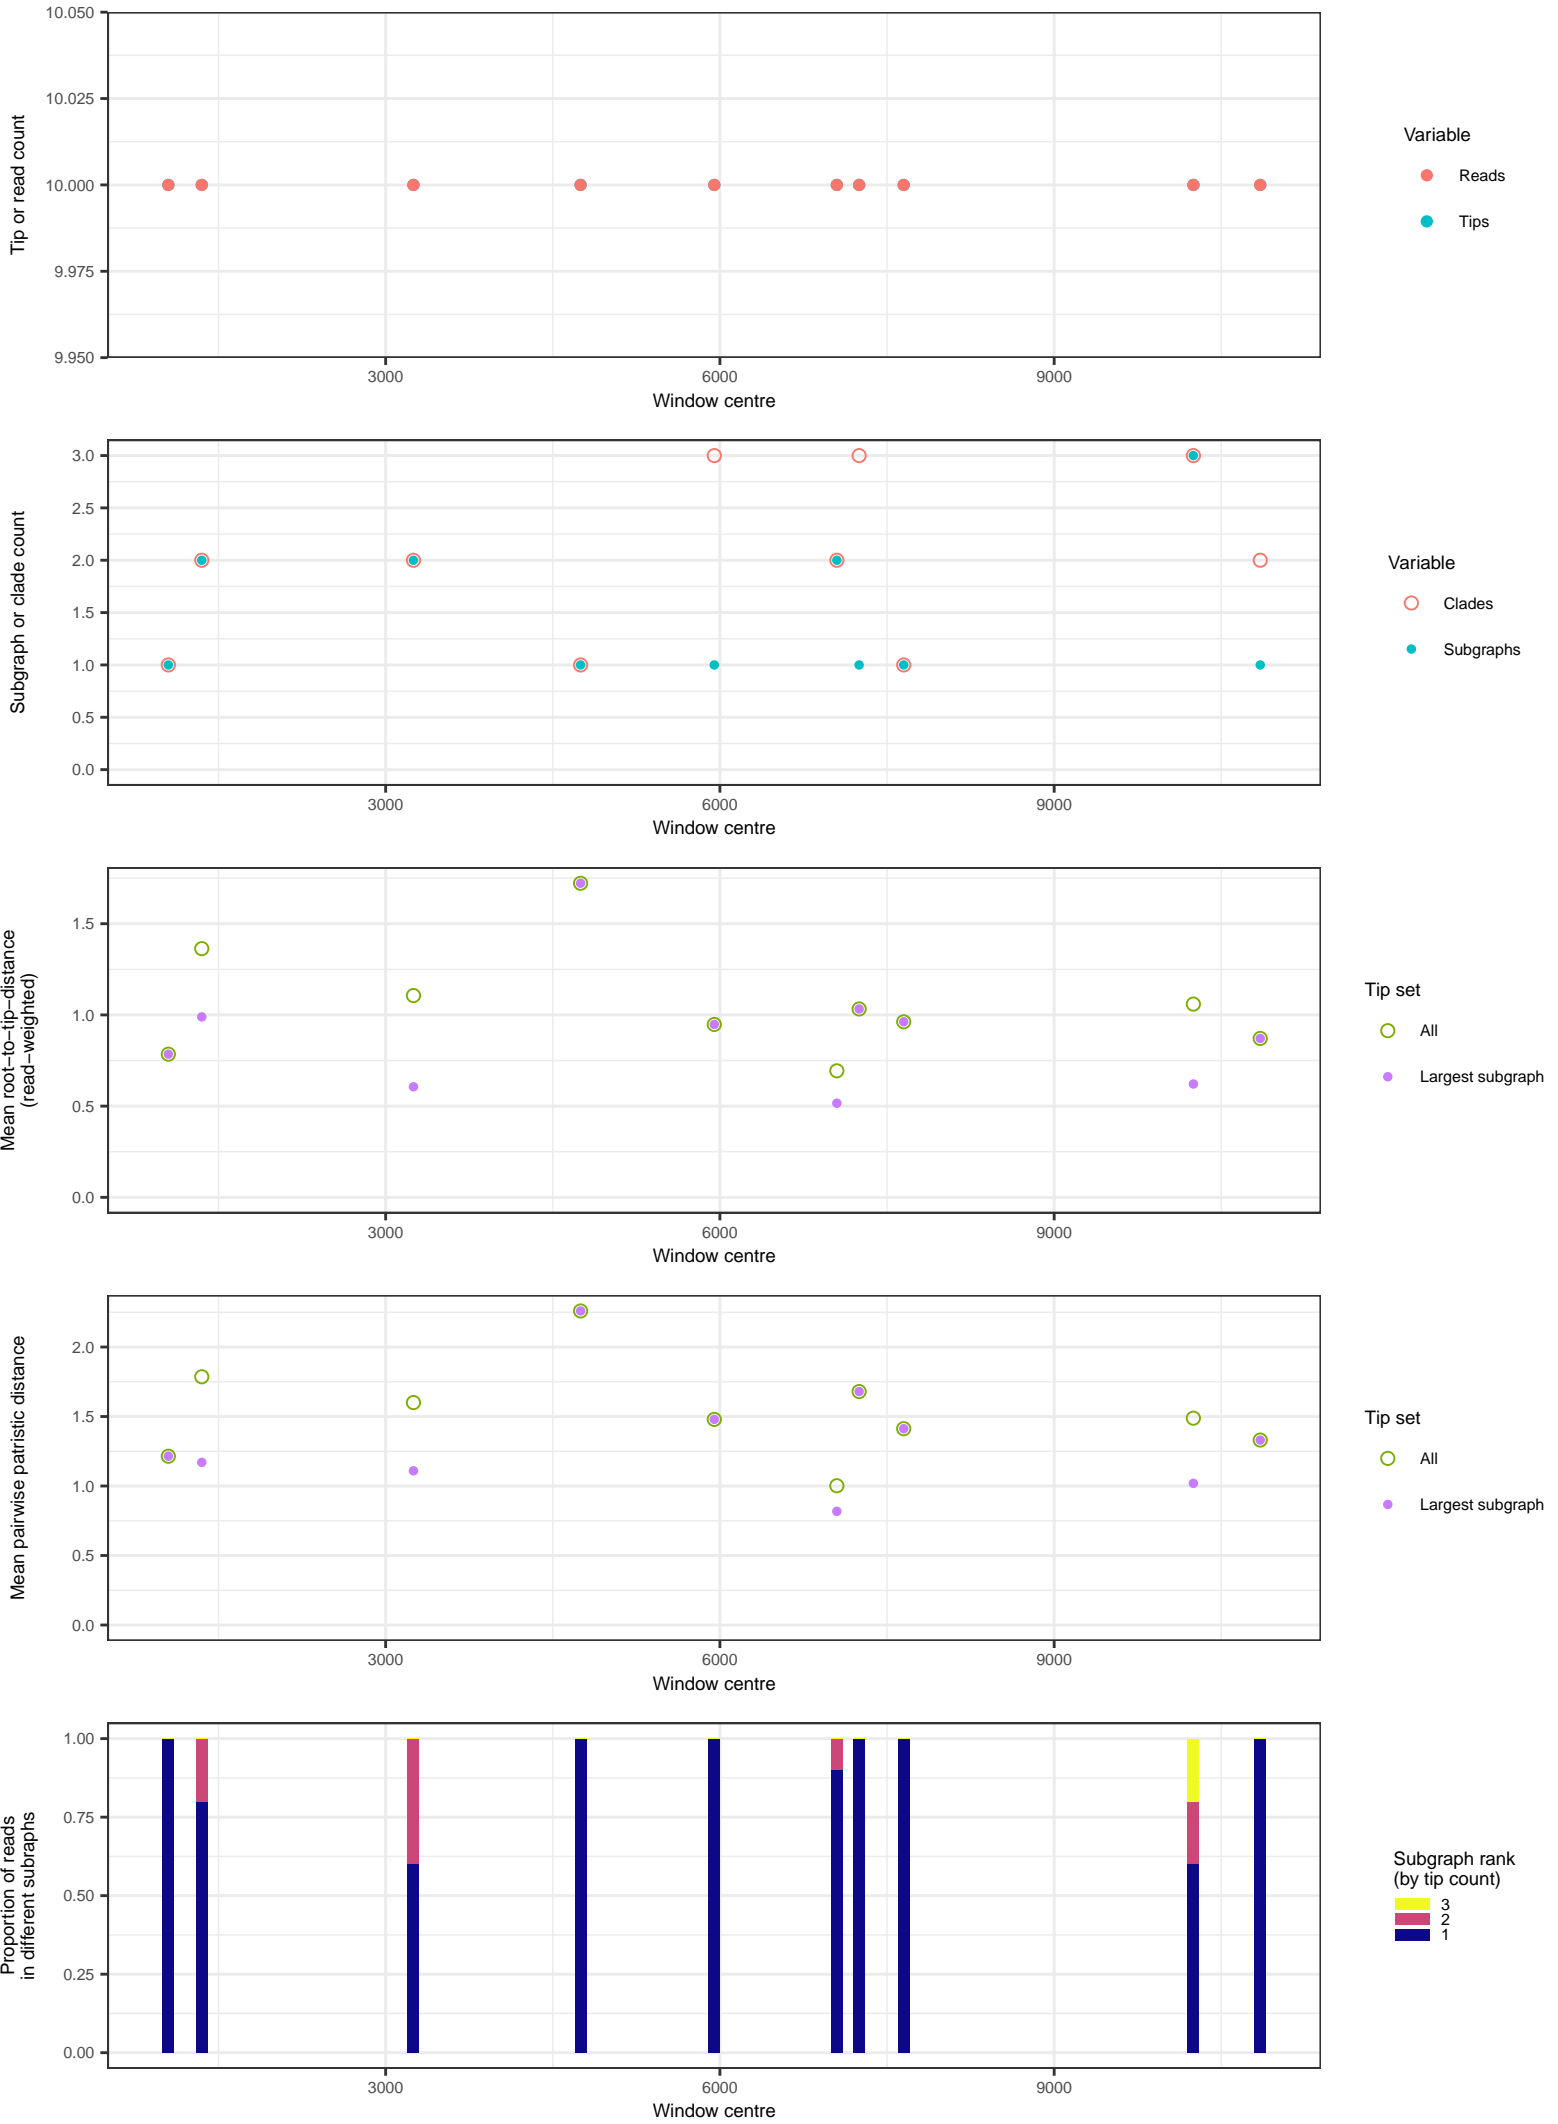 10.050
10.025
10.000
9.975
9.950
Tip or read count
3000
6000
9000
Window centre
Variable
Reads
Tips
3.0
2.5
2.0
1.5
1.0
0.5
0.0
Subgraph or clade count
3000
6000
9000
Window centre
Variable
Clades
Subgraphs
1.5
1.0
0.5
0.0
Mean root−to−tip−distance
(read−weighted)
3000
6000
9000
Window centre
Tip set
All
Largest subgraph
2.0
1.5
1.0
0.5
0.0
Mean pairwise patristic distance
3000
6000
9000
Window centre
Tip set
All
Largest subgraph
1.00
0.75
0.50
0.25
0.00
Proportion of reads
in different subraphs
3000
6000
9000
Window centre
Subgraph rank
(by tip count)
3
2
1